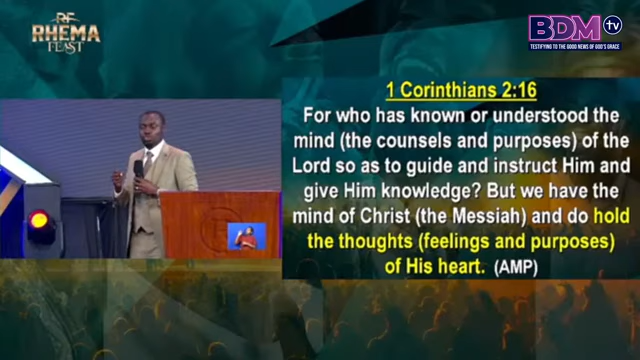 RF
RHEMA
FEAST
BDM tv
TESTIFYING TO THE GOOD NEWS OF GOD'S GRACE
1 Corinthians 2:16
For who has known or understood the
mind (the counsels and purposes) of the
Lord so as to guide and instruct Him and
give Him knowledge? But we have the
mind of Christ (the Messiah) and do hold
the thoughts (feelings and purposes)
of His heart. (AMP)